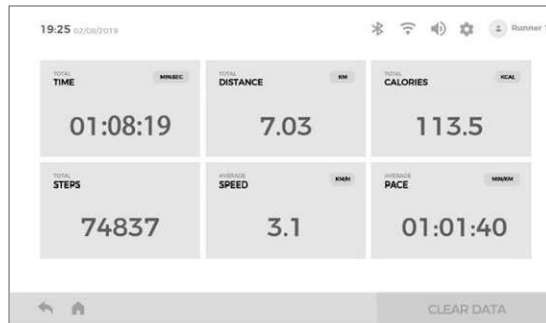 19:25 02/08/2019
Runner 1
TOTAL
TIME
MIN:SEC
01:08:19
TOTAL
DISTANCE
KM
7.03
TOTAL
CALORIES
KCAL
113.5
TOTAL
STEPS
74837
AVERAGE
SPEED
KM/H
3.1
AVERAGE
PACE
MIN/KM
01:01:40
CLEAR DATA